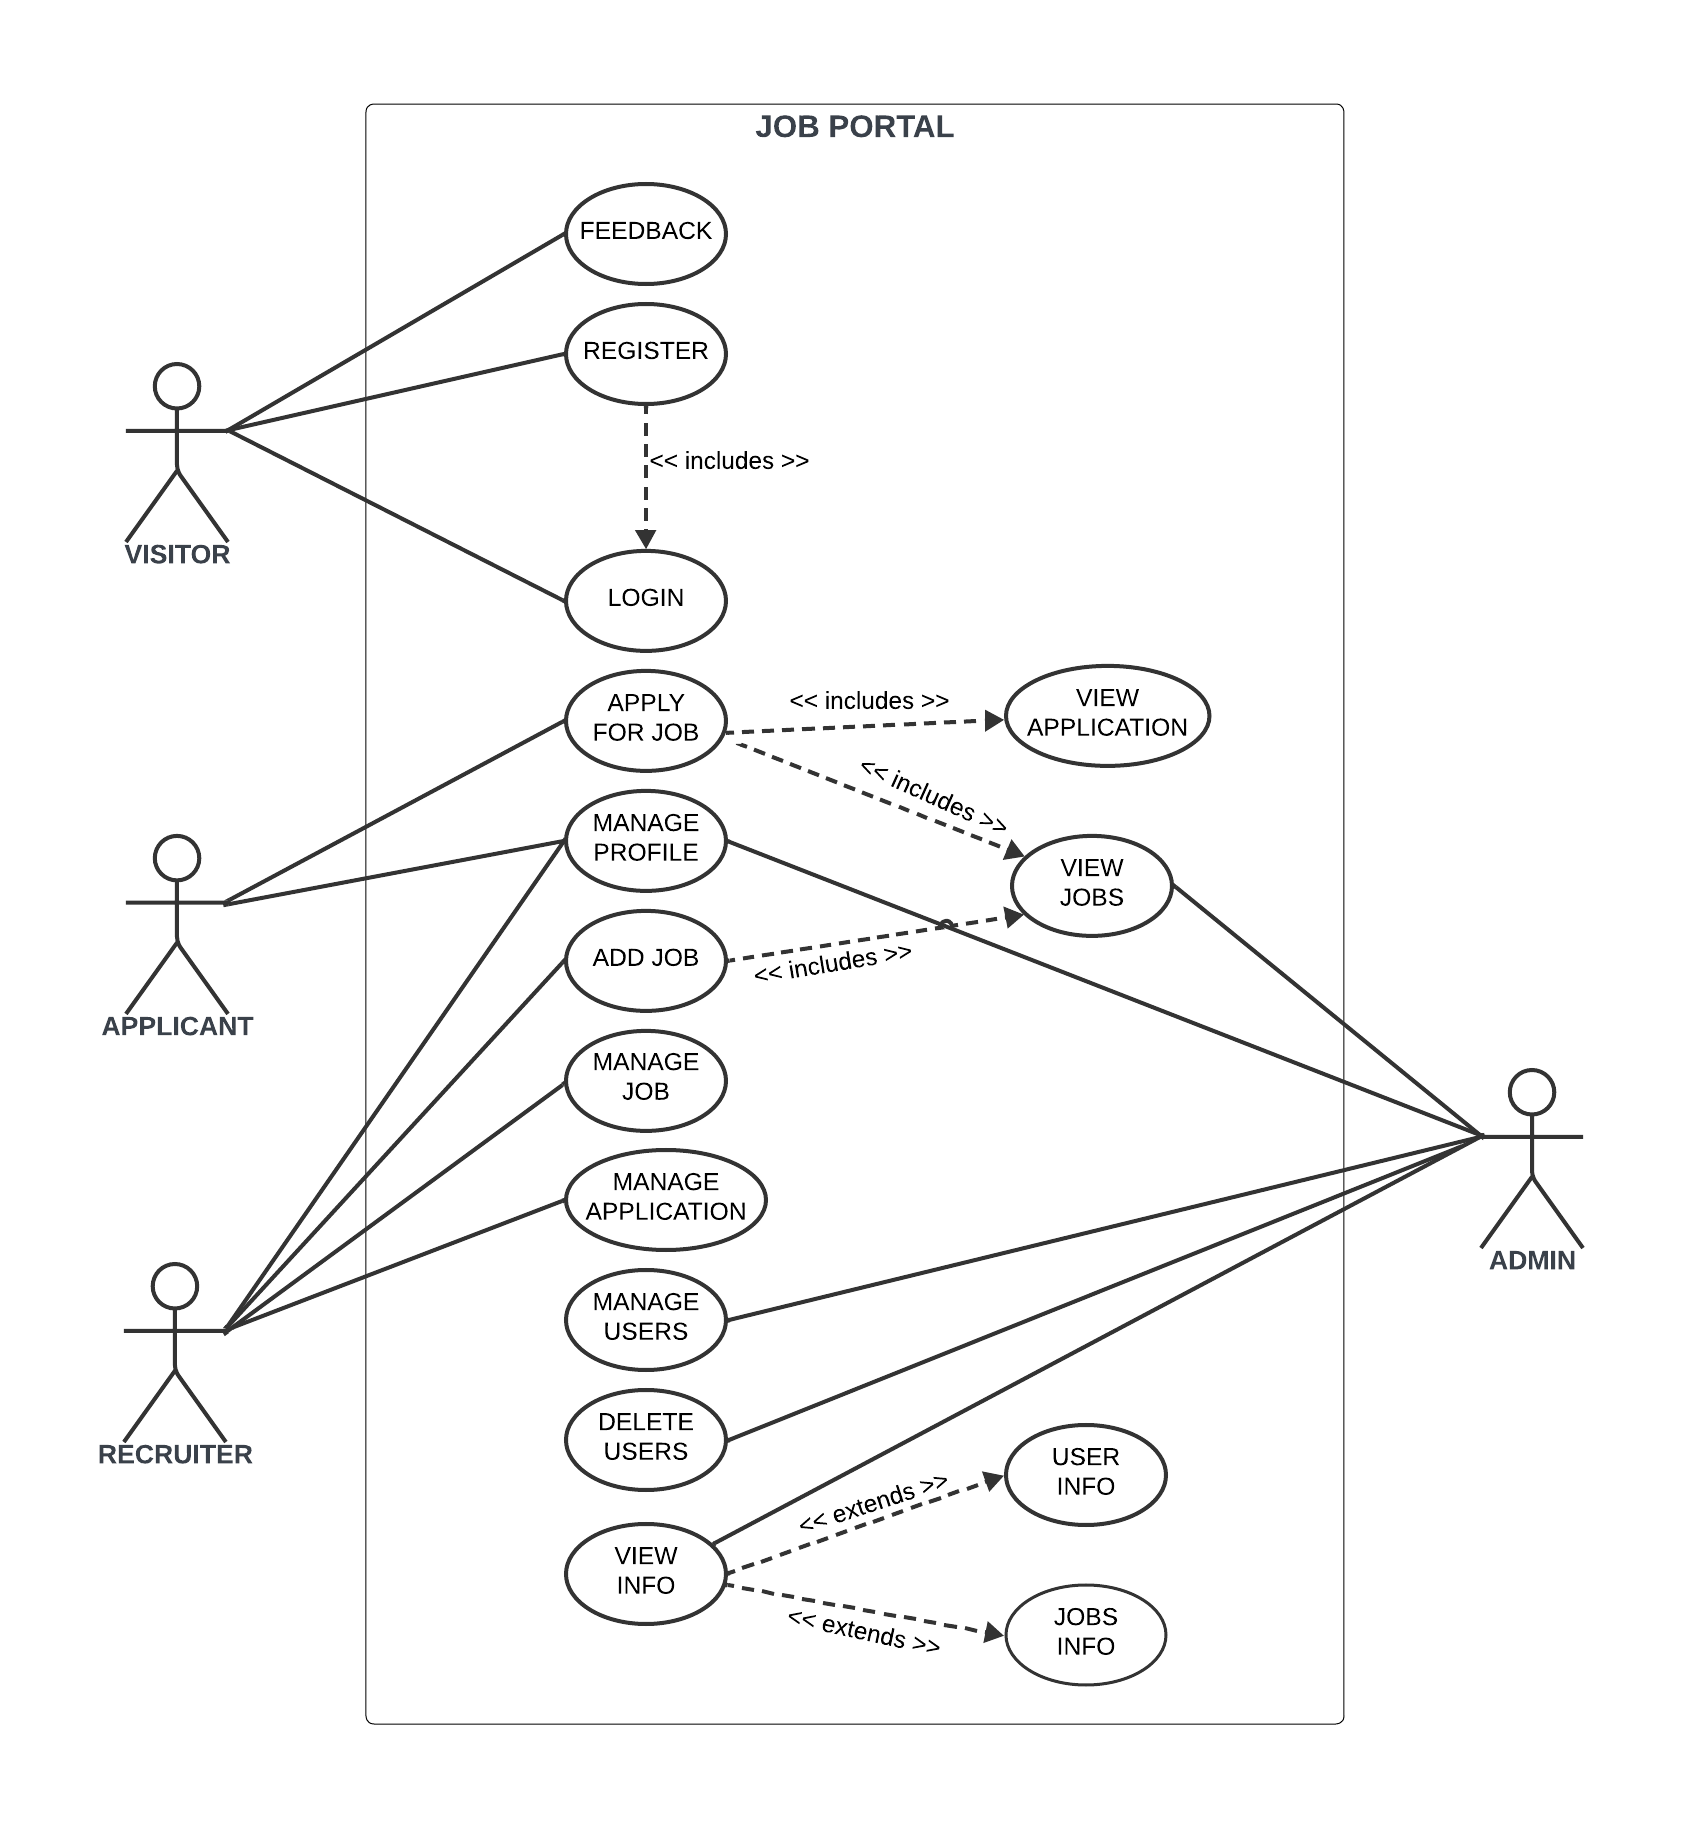 JOB PORTAL
FEEDBACK
REGISTER
<< includes >>
VISITOR
LOGIN
APPLY
FOR JOB
<< includes >>
VIEW
APPLICATION
<< includes >>
MANAGE
PROFILE
VIEW
JOBS
ADD JOB
<< includes >>
APPLICANT
MANAGE
JOB
MANAGE
APPLICATION
ADMIN
MANAGE
USERS
RECRUITER
DELETE
USERS
USER
INFO
<< extends >>
VIEW
INFO
<< extends >>
JOBS
INFO